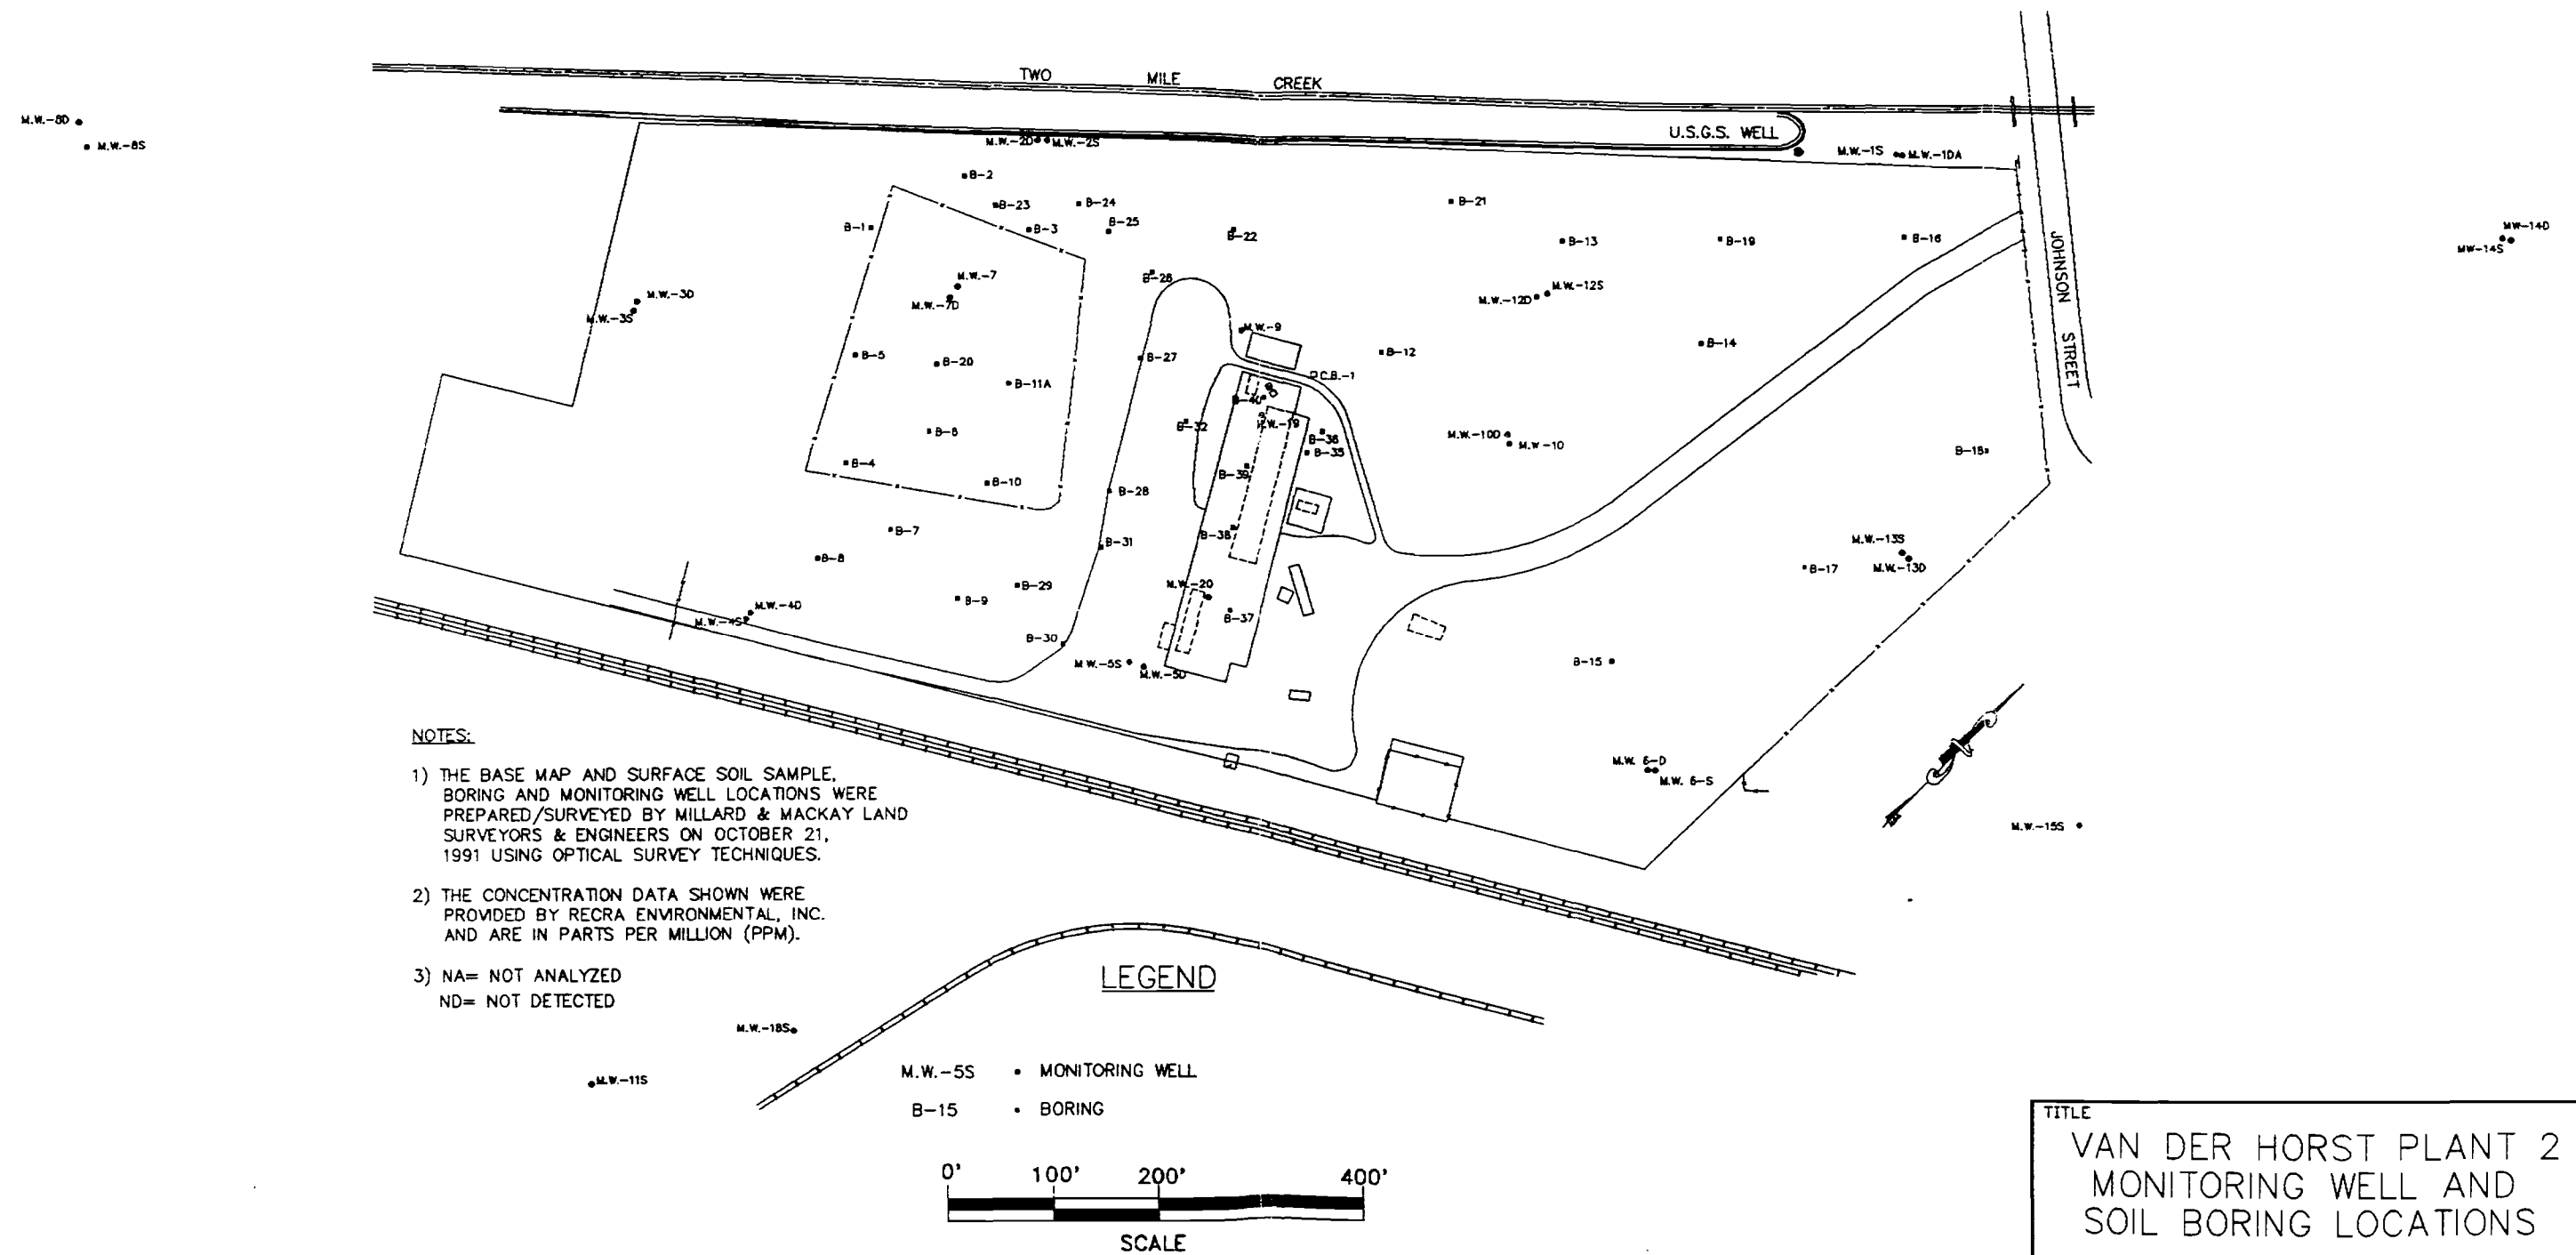 TWO MILE CREEK
M.W.-8D
M.W.-8S
U.S.G.S. WELL
M.W.-2D
M.W.-2S
M.W.-1S
M.W.-1DA
B-2
B-23
B-24
B-21
B-1
B-3
B-25
B-22
B-13
B-19
B-16
JOHNSON STREET
MW-14D
MW-14S
M.W.-7
B-26
M.W.-3D
M.W.-7D
M.W.-12D
M.W.-12S
M.W.-3S
M.W.-9
B-5
B-20
B-27
B-12
B-14
B-11A
P.C.B.-1
B-40
B-6
B-32
M.W.-19
B-36
M.W.-10D
M.W.-10
B-4
B-35
B-18
B-10
B-39
B-28
B-7
B-38
B-31
M.W.-13S
B-8
B-17
M.W.-13D
B-29
M.W.-20
B-9
M.W.-4D
M.W.-4S
B-37
B-30
M.W.-5S
M.W.-5D
B-15
M.W. 6-D
M.W. 6-S
M.W.-15S
NOTES:
1) THE BASE MAP AND SURFACE SOIL SAMPLE,
BORING AND MONITORING WELL LOCATIONS WERE
PREPARED/SURVEYED BY MILLARD & MACKAY LAND
SURVEYORS & ENGINEERS ON OCTOBER 21,
1991 USING OPTICAL SURVEY TECHNIQUES.
2) THE CONCENTRATION DATA SHOWN WERE
PROVIDED BY RECRA ENVIRONMENTAL, INC.
AND ARE IN PARTS PER MILLION (PPM).
3) NA= NOT ANALYZED
ND= NOT DETECTED
M.W.-18S
M.W.-11S
LEGEND
M.W.-5S • MONITORING WELL
B-15 • BORING
0' 100' 200' 400'
SCALE
TITLE
VAN DER HORST PLANT 2
MONITORING WELL AND
SOIL BORING LOCATIONS